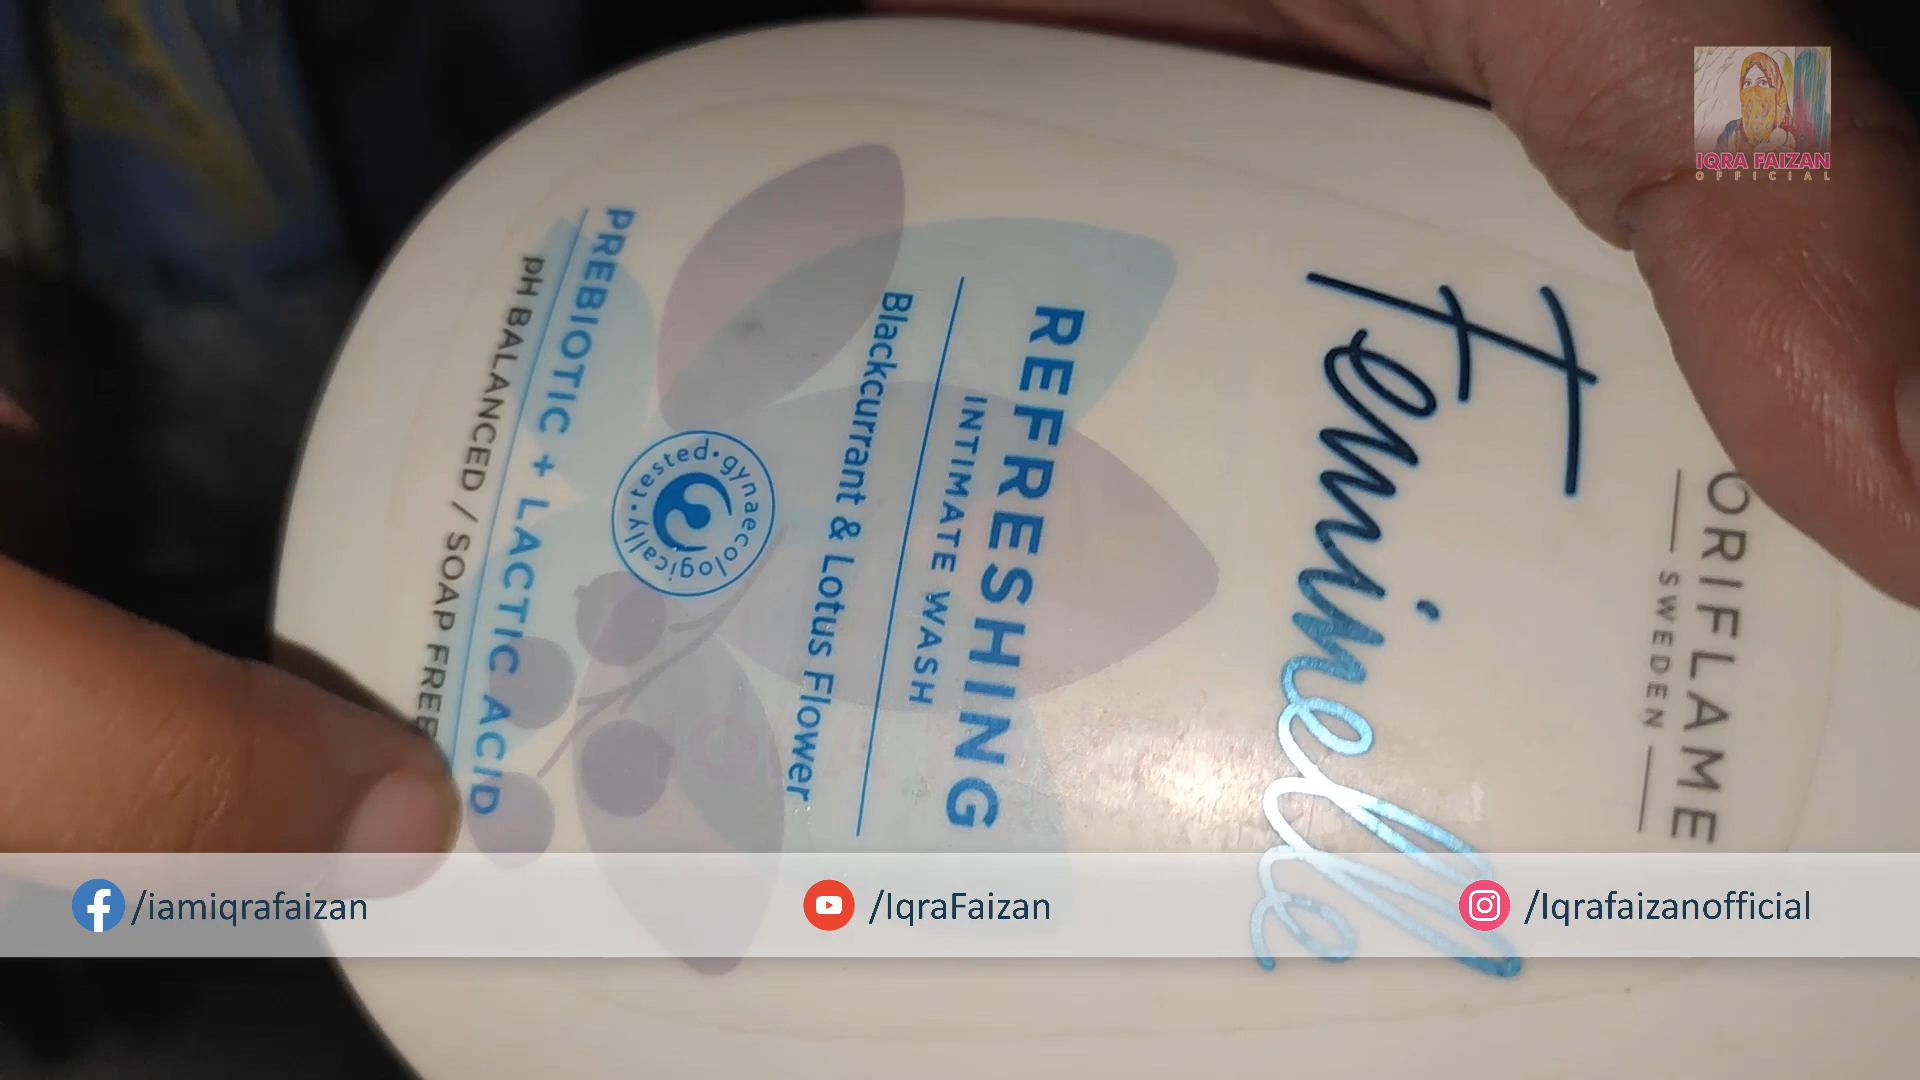 ORIFLAME
SWEDEN
Feminelle
REFRESHING
INTIMATE WASH
Blackcurrant & Lotus Flower
tested · gynaecologically ·
PREBIOTIC + LACTIC ACID
pH BALANCED / SOAP FREE
IQRA FAIZAN
OFFICIAL
/iamiqrafaizan
/IqraFaizan
/Iqrafaizanofficial